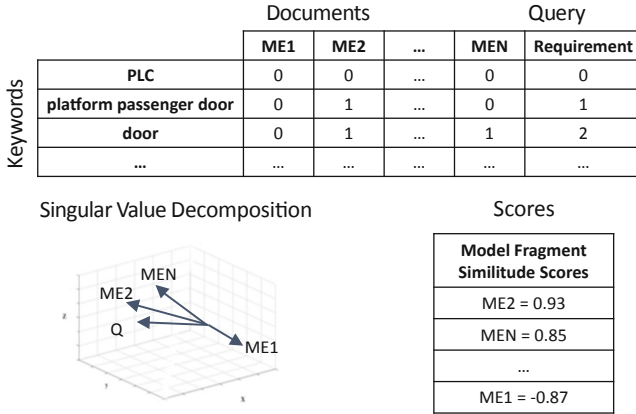 Documents Query
ME1 ME2 ... MEN Requirement
Keywords
PLC 0 0 ... 0 0
platform passenger door 0 1 ... 0 1
door 0 1 ... 1 2
... ... ... ... ... ...
Singular Value Decomposition
MEN
ME2
Q
ME1
z
y
x
Scores
Model Fragment
Similitude Scores
ME2 = 0.93
MEN = 0.85
...
ME1 = -0.87